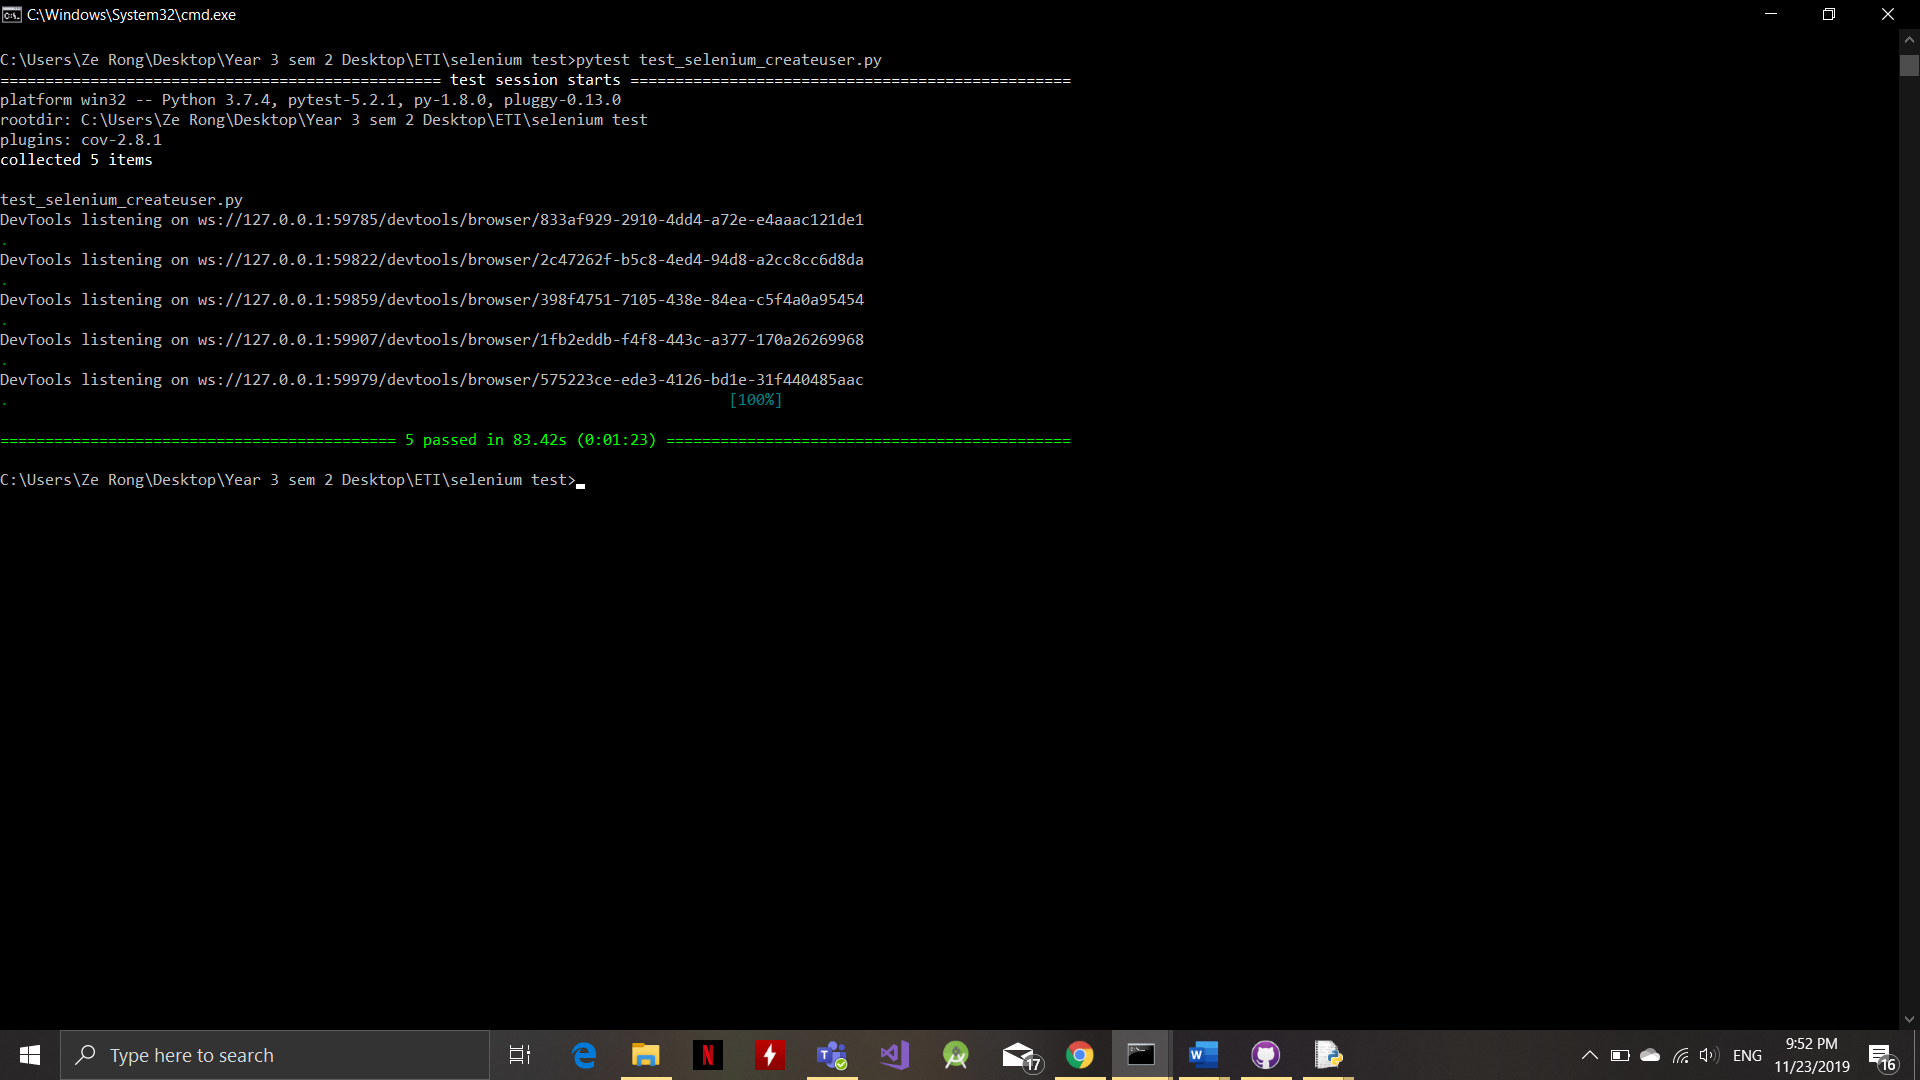 C:\Windows\System32\cmd.exe
C:\Users\Ze Rong\Desktop\Year 3 sem 2 Desktop\ETI\selenium test>pytest test_selenium_createuser.py
================================================= test session starts =================================================
platform win32 -- Python 3.7.4, pytest-5.2.1, py-1.8.0, pluggy-0.13.0
rootdir: C:\Users\Ze Rong\Desktop\Year 3 sem 2 Desktop\ETI\selenium test
plugins: cov-2.8.1
collected 5 items
test_selenium_createuser.py
DevTools listening on ws://127.0.0.1:59785/devtools/browser/833af929-2910-4dd4-a72e-e4aaac121de1
.
DevTools listening on ws://127.0.0.1:59822/devtools/browser/2c47262f-b5c8-4ed4-94d8-a2cc8cc6d8da
.
DevTools listening on ws://127.0.0.1:59859/devtools/browser/398f4751-7105-438e-84ea-c5f4a0a95454
.
DevTools listening on ws://127.0.0.1:59907/devtools/browser/1fb2eddb-f4f8-443c-a377-170a26269968
.
DevTools listening on ws://127.0.0.1:59979/devtools/browser/575223ce-ede3-4126-bd1e-31f440485aac
. [100%]
============================================ 5 passed in 83.42s (0:01:23) =============================================
C:\Users\Ze Rong\Desktop\Year 3 sem 2 Desktop\ETI\selenium test>
Type here to search
17
ENG
9:52 PM
11/23/2019
16